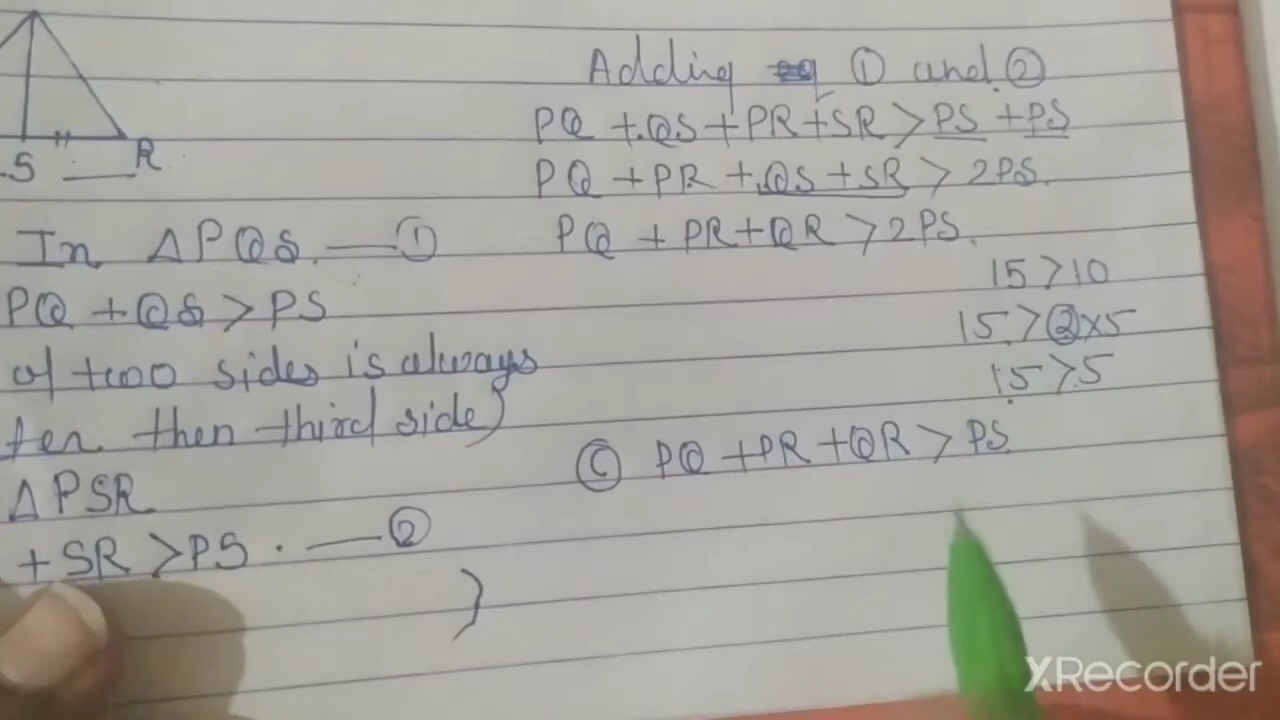 S R
In ΔPQS. — ①
PQ + QS > PS
of two sides is always
ter then third side)
ΔPSR
+ SR > PS. — ②
)
Adding ① and ②
PQ + QS + PR + SR > PS + PS
PQ + PR + QS + SR > 2PS.
PQ + PR + QR > 2PS.
15 > 10
15 > ② × 5
15 > 5
Ⓒ PQ + PR + QR > PS
XRecorder